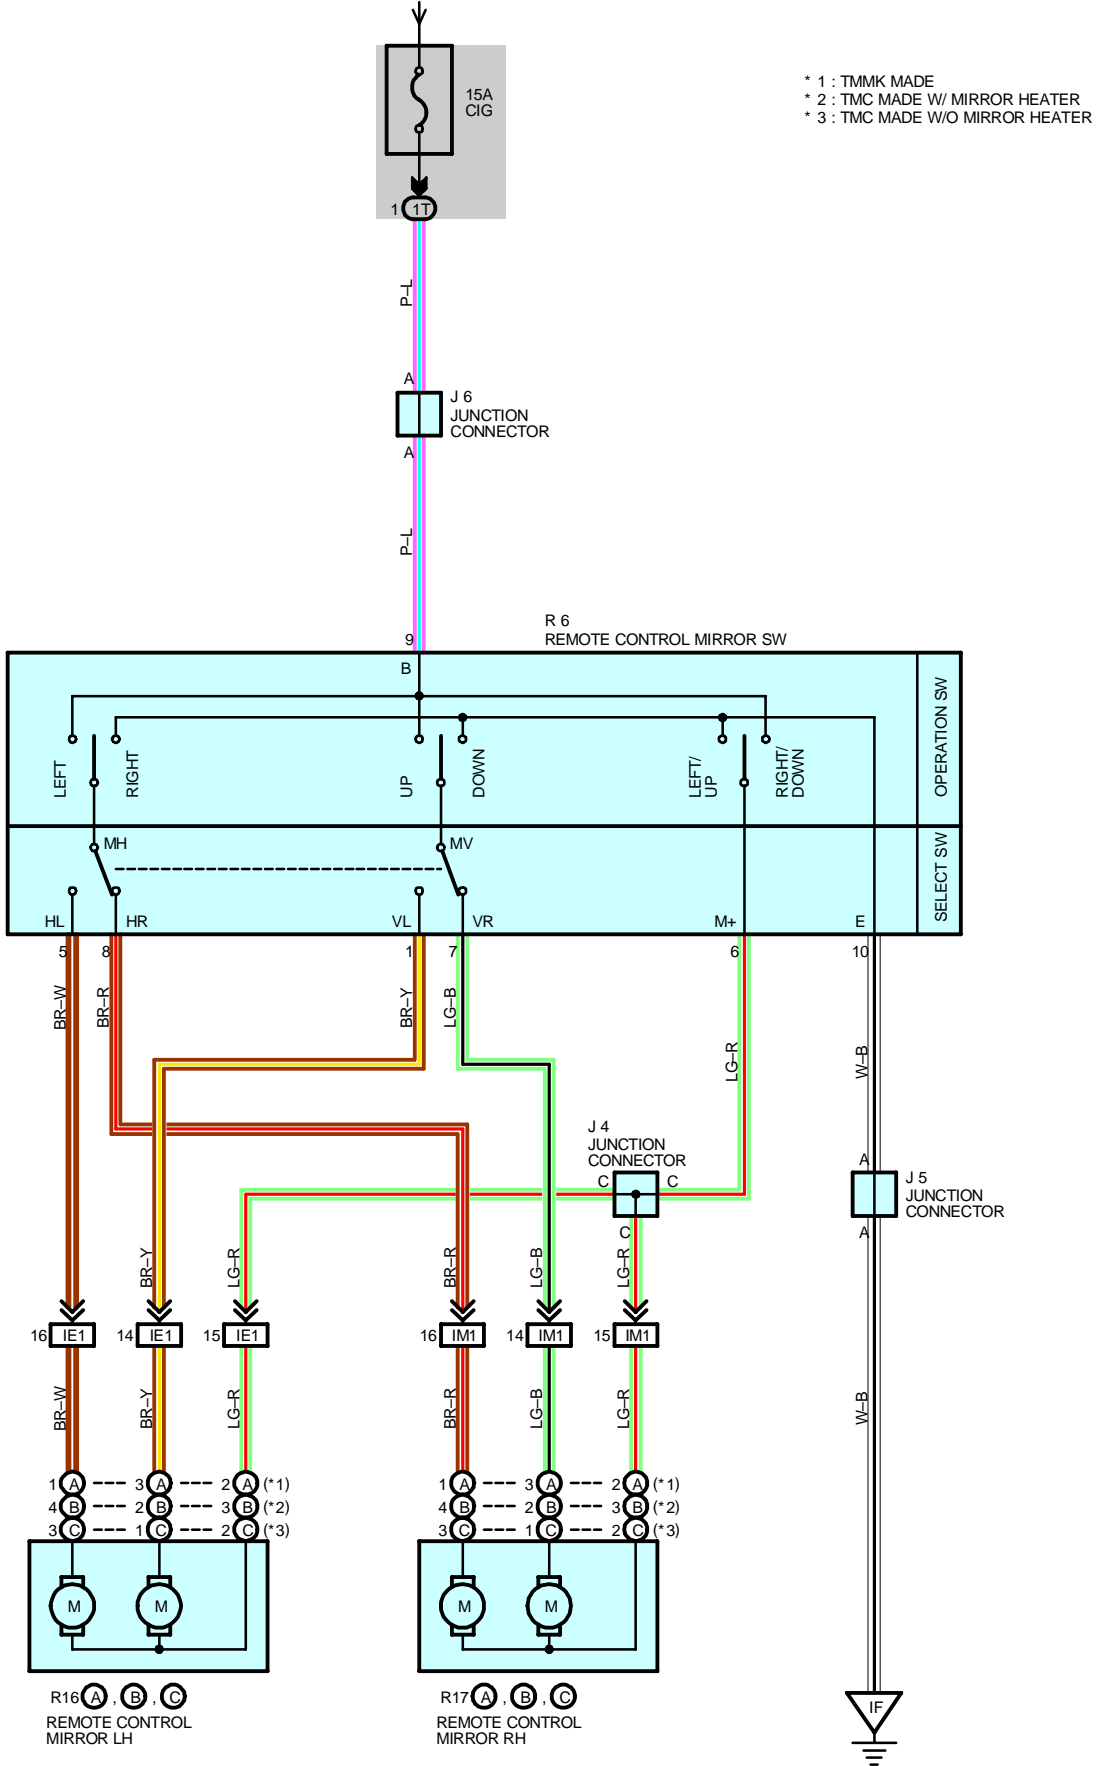 * 1 : TMMK MADE
* 2 : TMC MADE W/ MIRROR HEATER
* 3 : TMC MADE W/O MIRROR HEATER
15A
CIG
1 1T
P–L
A
J 6
JUNCTION
CONNECTOR
A
P–L
R 6
REMOTE CONTROL MIRROR SW
9
B
LEFT
RIGHT
UP
DOWN
LEFT/
UP
RIGHT/
DOWN
OPERATION SW
MH
MV
SELECT SW
HL
HR
VL
VR
M+
E
5
8
1
7
6
10
BR–W
BR–R
BR–Y
LG–B
LG–R
W–B
J 4
JUNCTION
CONNECTOR
C
C
C
A
J 5
JUNCTION
CONNECTOR
A
BR–Y
LG–R
BR–R
LG–B
LG–R
16 IE1
14 IE1
15 IE1
16 IM1
14 IM1
15 IM1
BR–W
BR–Y
LG–R
BR–R
LG–B
LG–R
W–B
1 A 3 A 2 A (*1)
4 B 2 B 3 B (*2)
3 C 1 C 2 C (*3)
1 A 3 A 2 A (*1)
4 B 2 B 3 B (*2)
3 C 1 C 2 C (*3)
M
M
M
M
R16 A , B , C
REMOTE CONTROL
MIRROR LH
R17 A , B , C
REMOTE CONTROL
MIRROR RH
IF